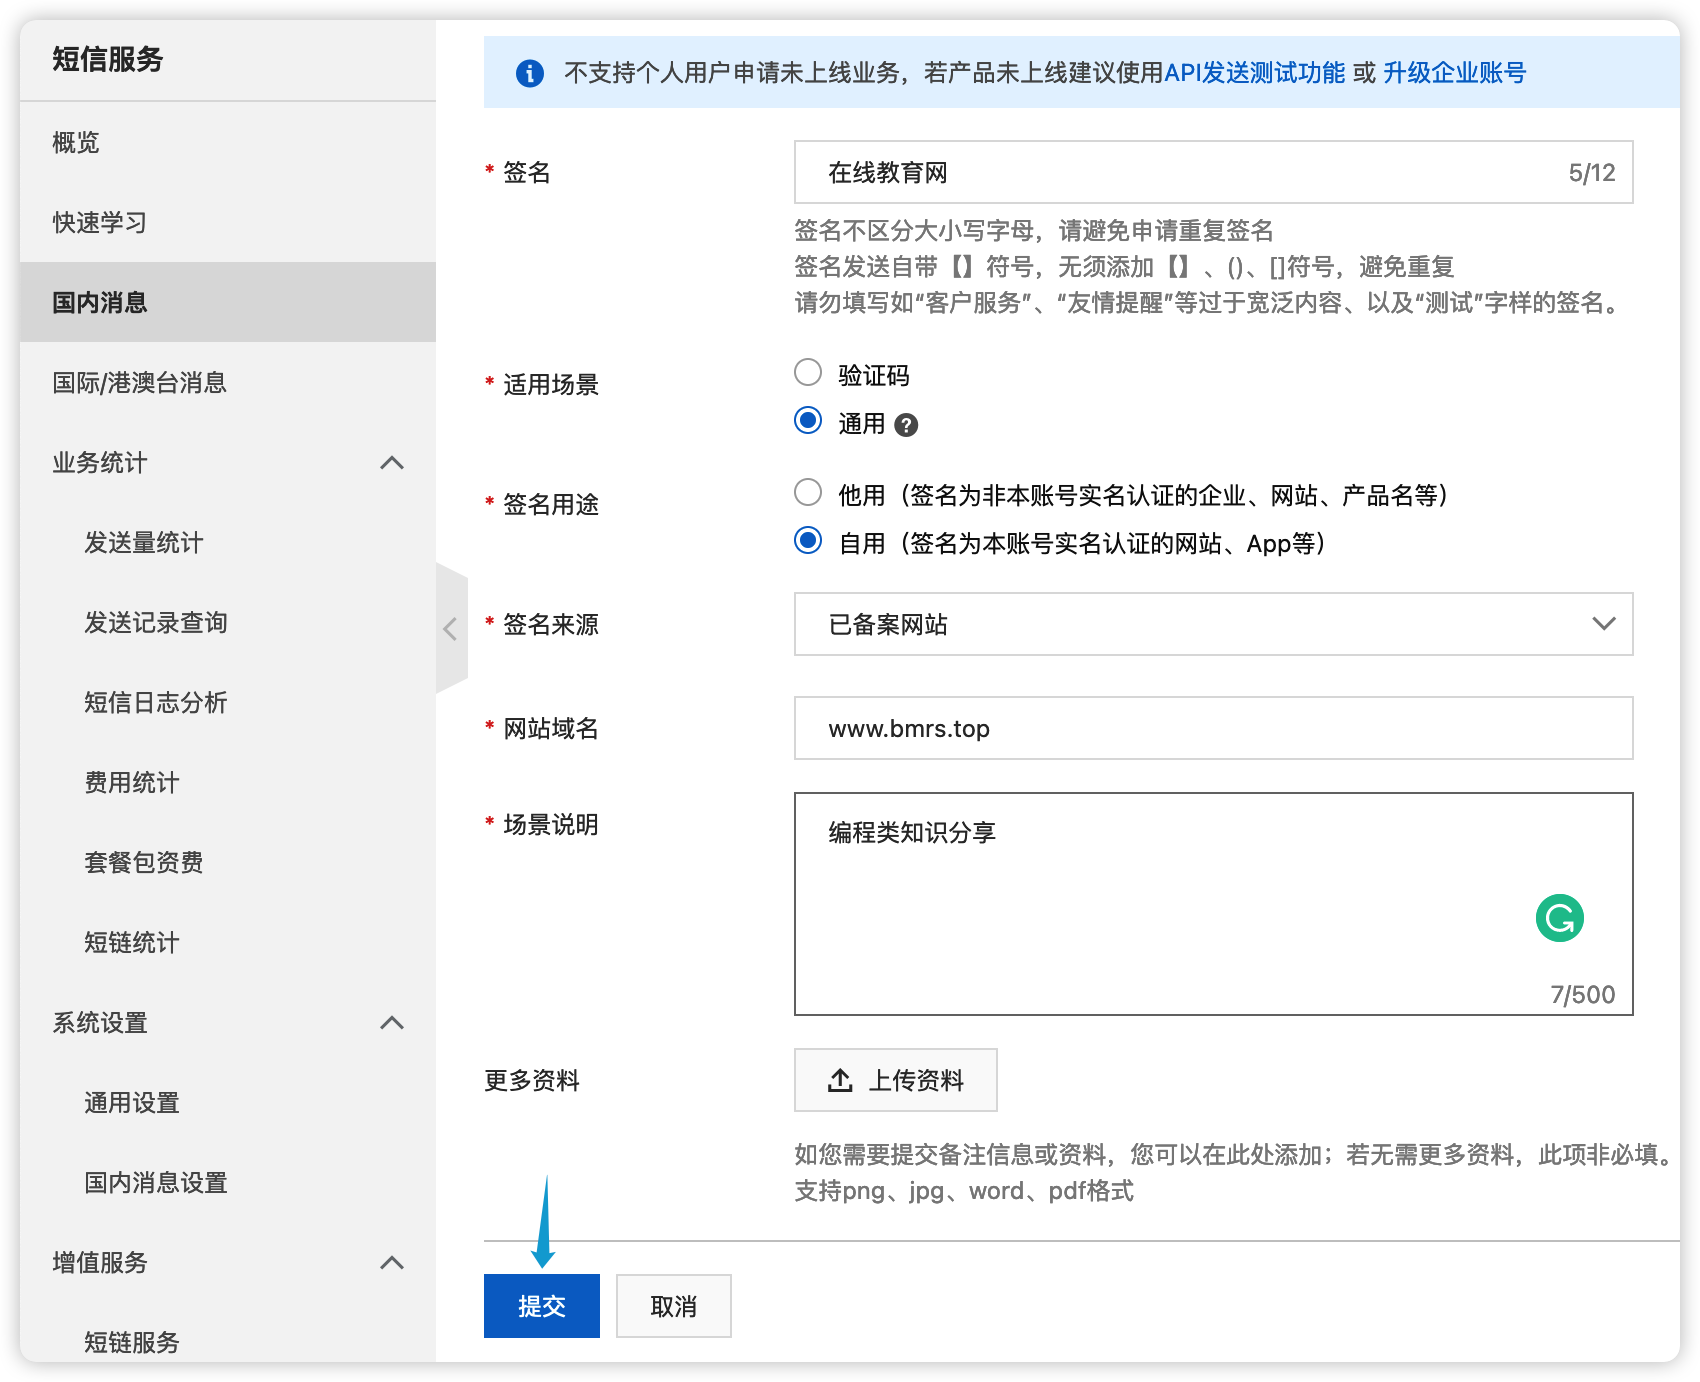 短信服务
概览
快速学习
国内消息
国际/港澳台消息
业务统计
发送量统计
发送记录查询
短信日志分析
费用统计
套餐包资费
短链统计
系统设置
通用设置
国内消息设置
增值服务
短链服务
不支持个人用户申请未上线业务，若产品未上线建议使用API发送测试功能 或 升级企业账号
* 签名
在线教育网 5/12
签名不区分大小写字母，请避免申请重复签名
签名发送自带【】符号，无须添加【】、()、[]符号，避免重复
请勿填写如“客户服务”、“友情提醒”等过于宽泛内容、以及“测试”字样的签名。
* 适用场景
验证码
通用
* 签名用途
他用（签名为非本账号实名认证的企业、网站、产品名等）
自用（签名为本账号实名认证的网站、App等）
* 签名来源
已备案网站
* 网站域名
www.bmrs.top
* 场景说明
编程类知识分享
7/500
更多资料
上传资料
如您需要提交备注信息或资料，您可以在此处添加；若无需更多资料，此项非必填。
支持png、jpg、word、pdf格式
提交 取消